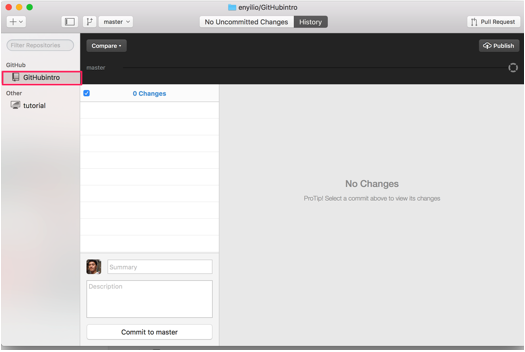 enyilio/GitHubintro
master
No Uncommitted Changes
History
Pull Request
Filter Repositories
GitHub
GitHubintro
Other
tutorial
Compare
Publish
master
0 Changes
No Changes
ProTip! Select a commit above to view its changes
Summary
Description
Commit to master